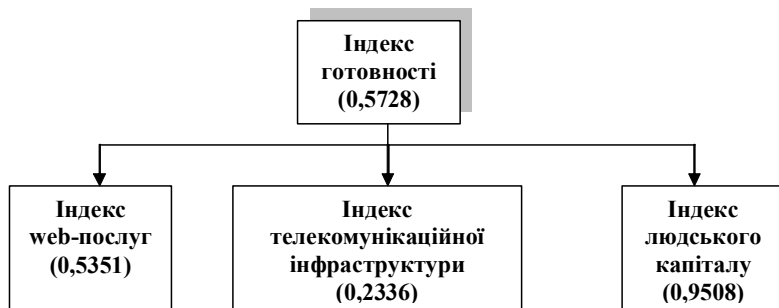 Індекс
готовності
(0,5728)
Індекс
web-послуг
(0,5351)
Індекс
телекомунікаційної
інфраструктури
(0,2336)
Індекс
людського
капіталу
(0,9508)